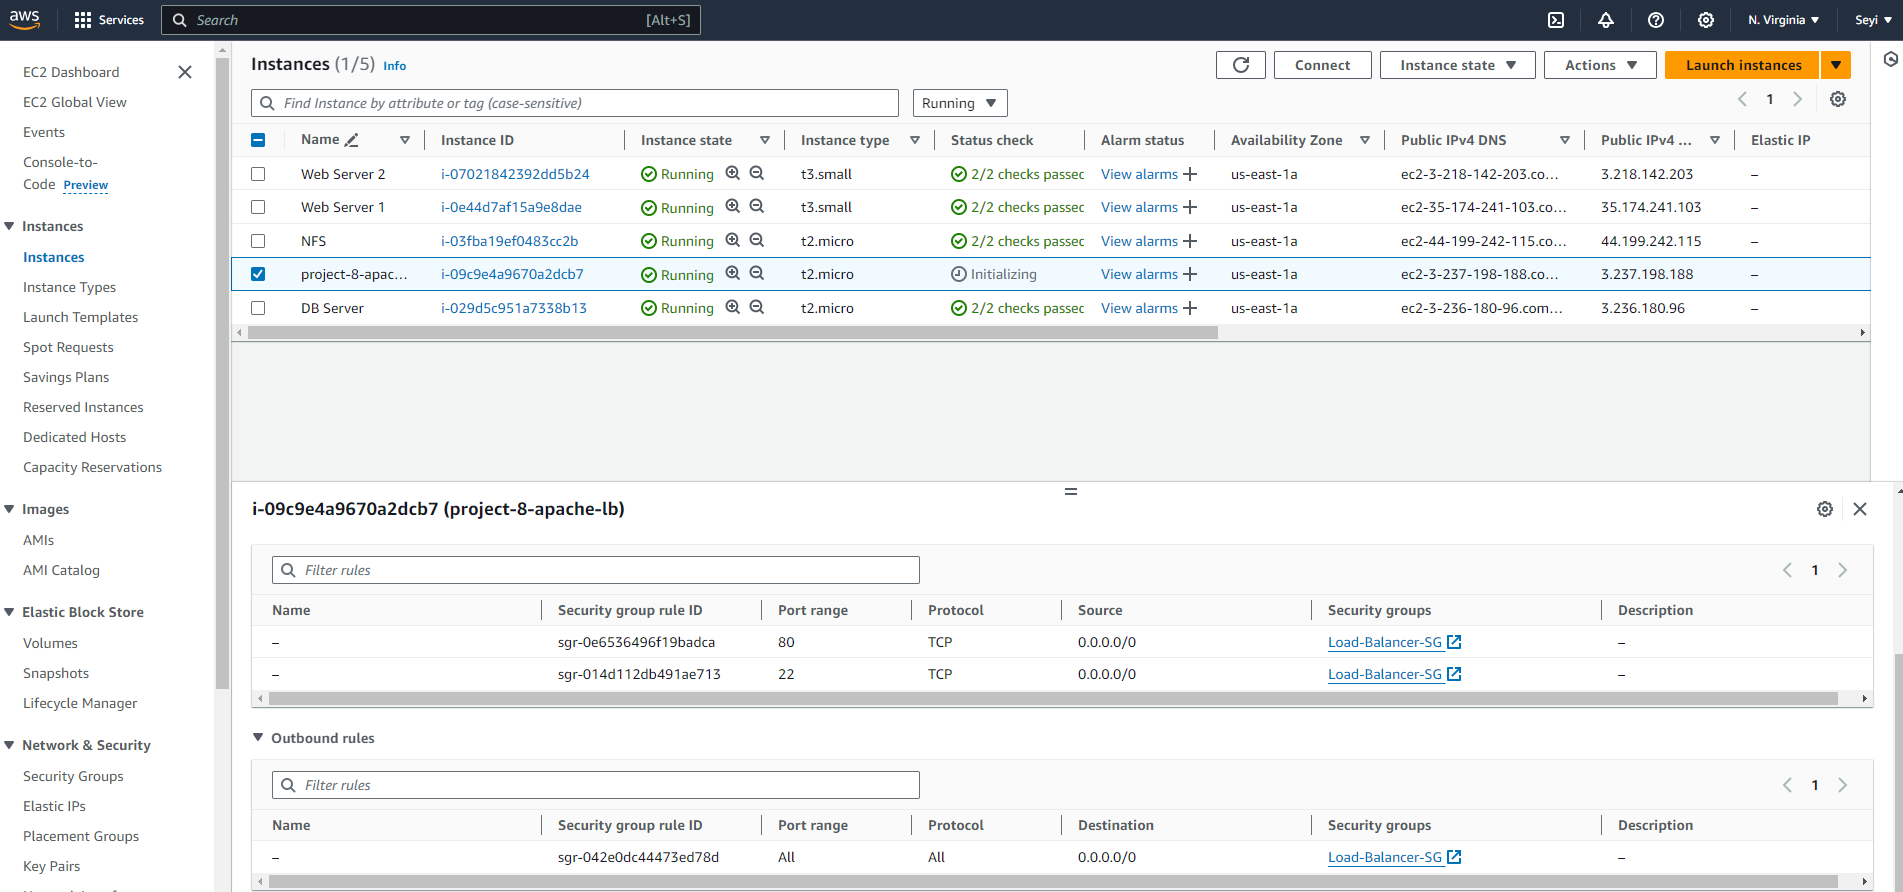 aws Services Search [Alt+S] N. Virginia Seyi
EC2 Dashboard
EC2 Global View
Events
Console-to-
Code Preview
Instances
Instances
Instance Types
Launch Templates
Spot Requests
Savings Plans
Reserved Instances
Dedicated Hosts
Capacity Reservations
Images
AMIs
AMI Catalog
Elastic Block Store
Volumes
Snapshots
Lifecycle Manager
Network & Security
Security Groups
Elastic IPs
Placement Groups
Key Pairs
Instances (1/5) Info Connect Instance state Actions Launch instances
Find Instance by attribute or tag (case-sensitive) Running 1
Name Instance ID Instance state Instance type Status check Alarm status Availability Zone Public IPv4 DNS Public IPv4 ... Elastic IP
Web Server 2 i-07021842392dd5b24 Running t3.small 2/2 checks passec View alarms us-east-1a ec2-3-218-142-203.co... 3.218.142.203 –
Web Server 1 i-0e44d7af15a9e8dae Running t3.small 2/2 checks passec View alarms us-east-1a ec2-35-174-241-103.co... 35.174.241.103 –
NFS i-03fba19ef0483cc2b Running t2.micro 2/2 checks passec View alarms us-east-1a ec2-44-199-242-115.co... 44.199.242.115 –
project-8-apac... i-09c9e4a9670a2dcb7 Running t2.micro Initializing View alarms us-east-1a ec2-3-237-198-188.co... 3.237.198.188 –
DB Server i-029d5c951a7338b13 Running t2.micro 2/2 checks passec View alarms us-east-1a ec2-3-236-180-96.com... 3.236.180.96 –
i-09c9e4a9670a2dcb7 (project-8-apache-lb)
Filter rules 1
Name Security group rule ID Port range Protocol Source Security groups Description
– sgr-0e6536496f19badca 80 TCP 0.0.0.0/0 Load-Balancer-SG –
– sgr-014d112db491ae713 22 TCP 0.0.0.0/0 Load-Balancer-SG –
Outbound rules
Filter rules 1
Name Security group rule ID Port range Protocol Destination Security groups Description
– sgr-042e0dc44473ed78d All All 0.0.0.0/0 Load-Balancer-SG –